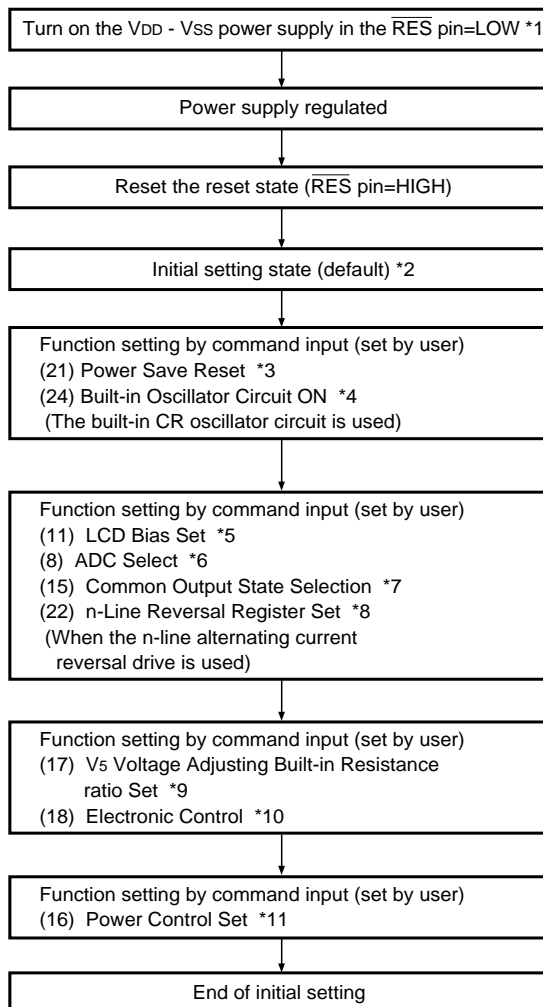 Turn on the VDD - VSS power supply in the RES pin=LOW *1
Power supply regulated
Reset the reset state (RES pin=HIGH)
Initial setting state (default) *2
Function setting by command input (set by user)
(21) Power Save Reset *3
(24) Built-in Oscillator Circuit ON *4
(The built-in CR oscillator circuit is used)
Function setting by command input (set by user)
(11) LCD Bias Set *5
(8) ADC Select *6
(15) Common Output State Selection *7
(22) n-Line Reversal Register Set *8
(When the n-line alternating current
reversal drive is used)
Function setting by command input (set by user)
(17) V5 Voltage Adjusting Built-in Resistance
ratio Set *9
(18) Electronic Control *10
Function setting by command input (set by user)
(16) Power Control Set *11
End of initial setting